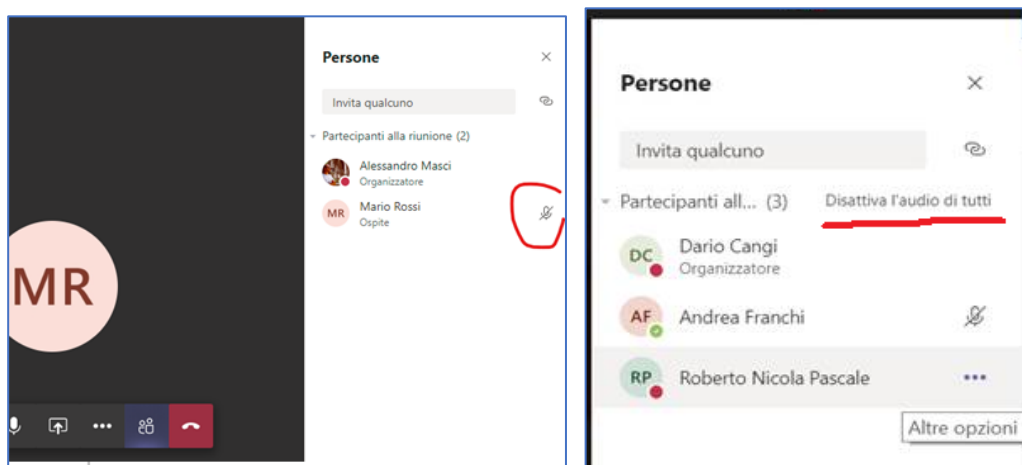 Persone
Invita qualcuno
Partecipanti alla riunione (2)
Alessandro Masci
Organizzatore
MR
Mario Rossi
Ospite
MR
Persone
Invita qualcuno
Partecipanti all... (3) Disattiva l'audio di tutti
DC
Dario Cangi
Organizzatore
AF Andrea Franchi
RP Roberto Nicola Pascale
Altre opzioni